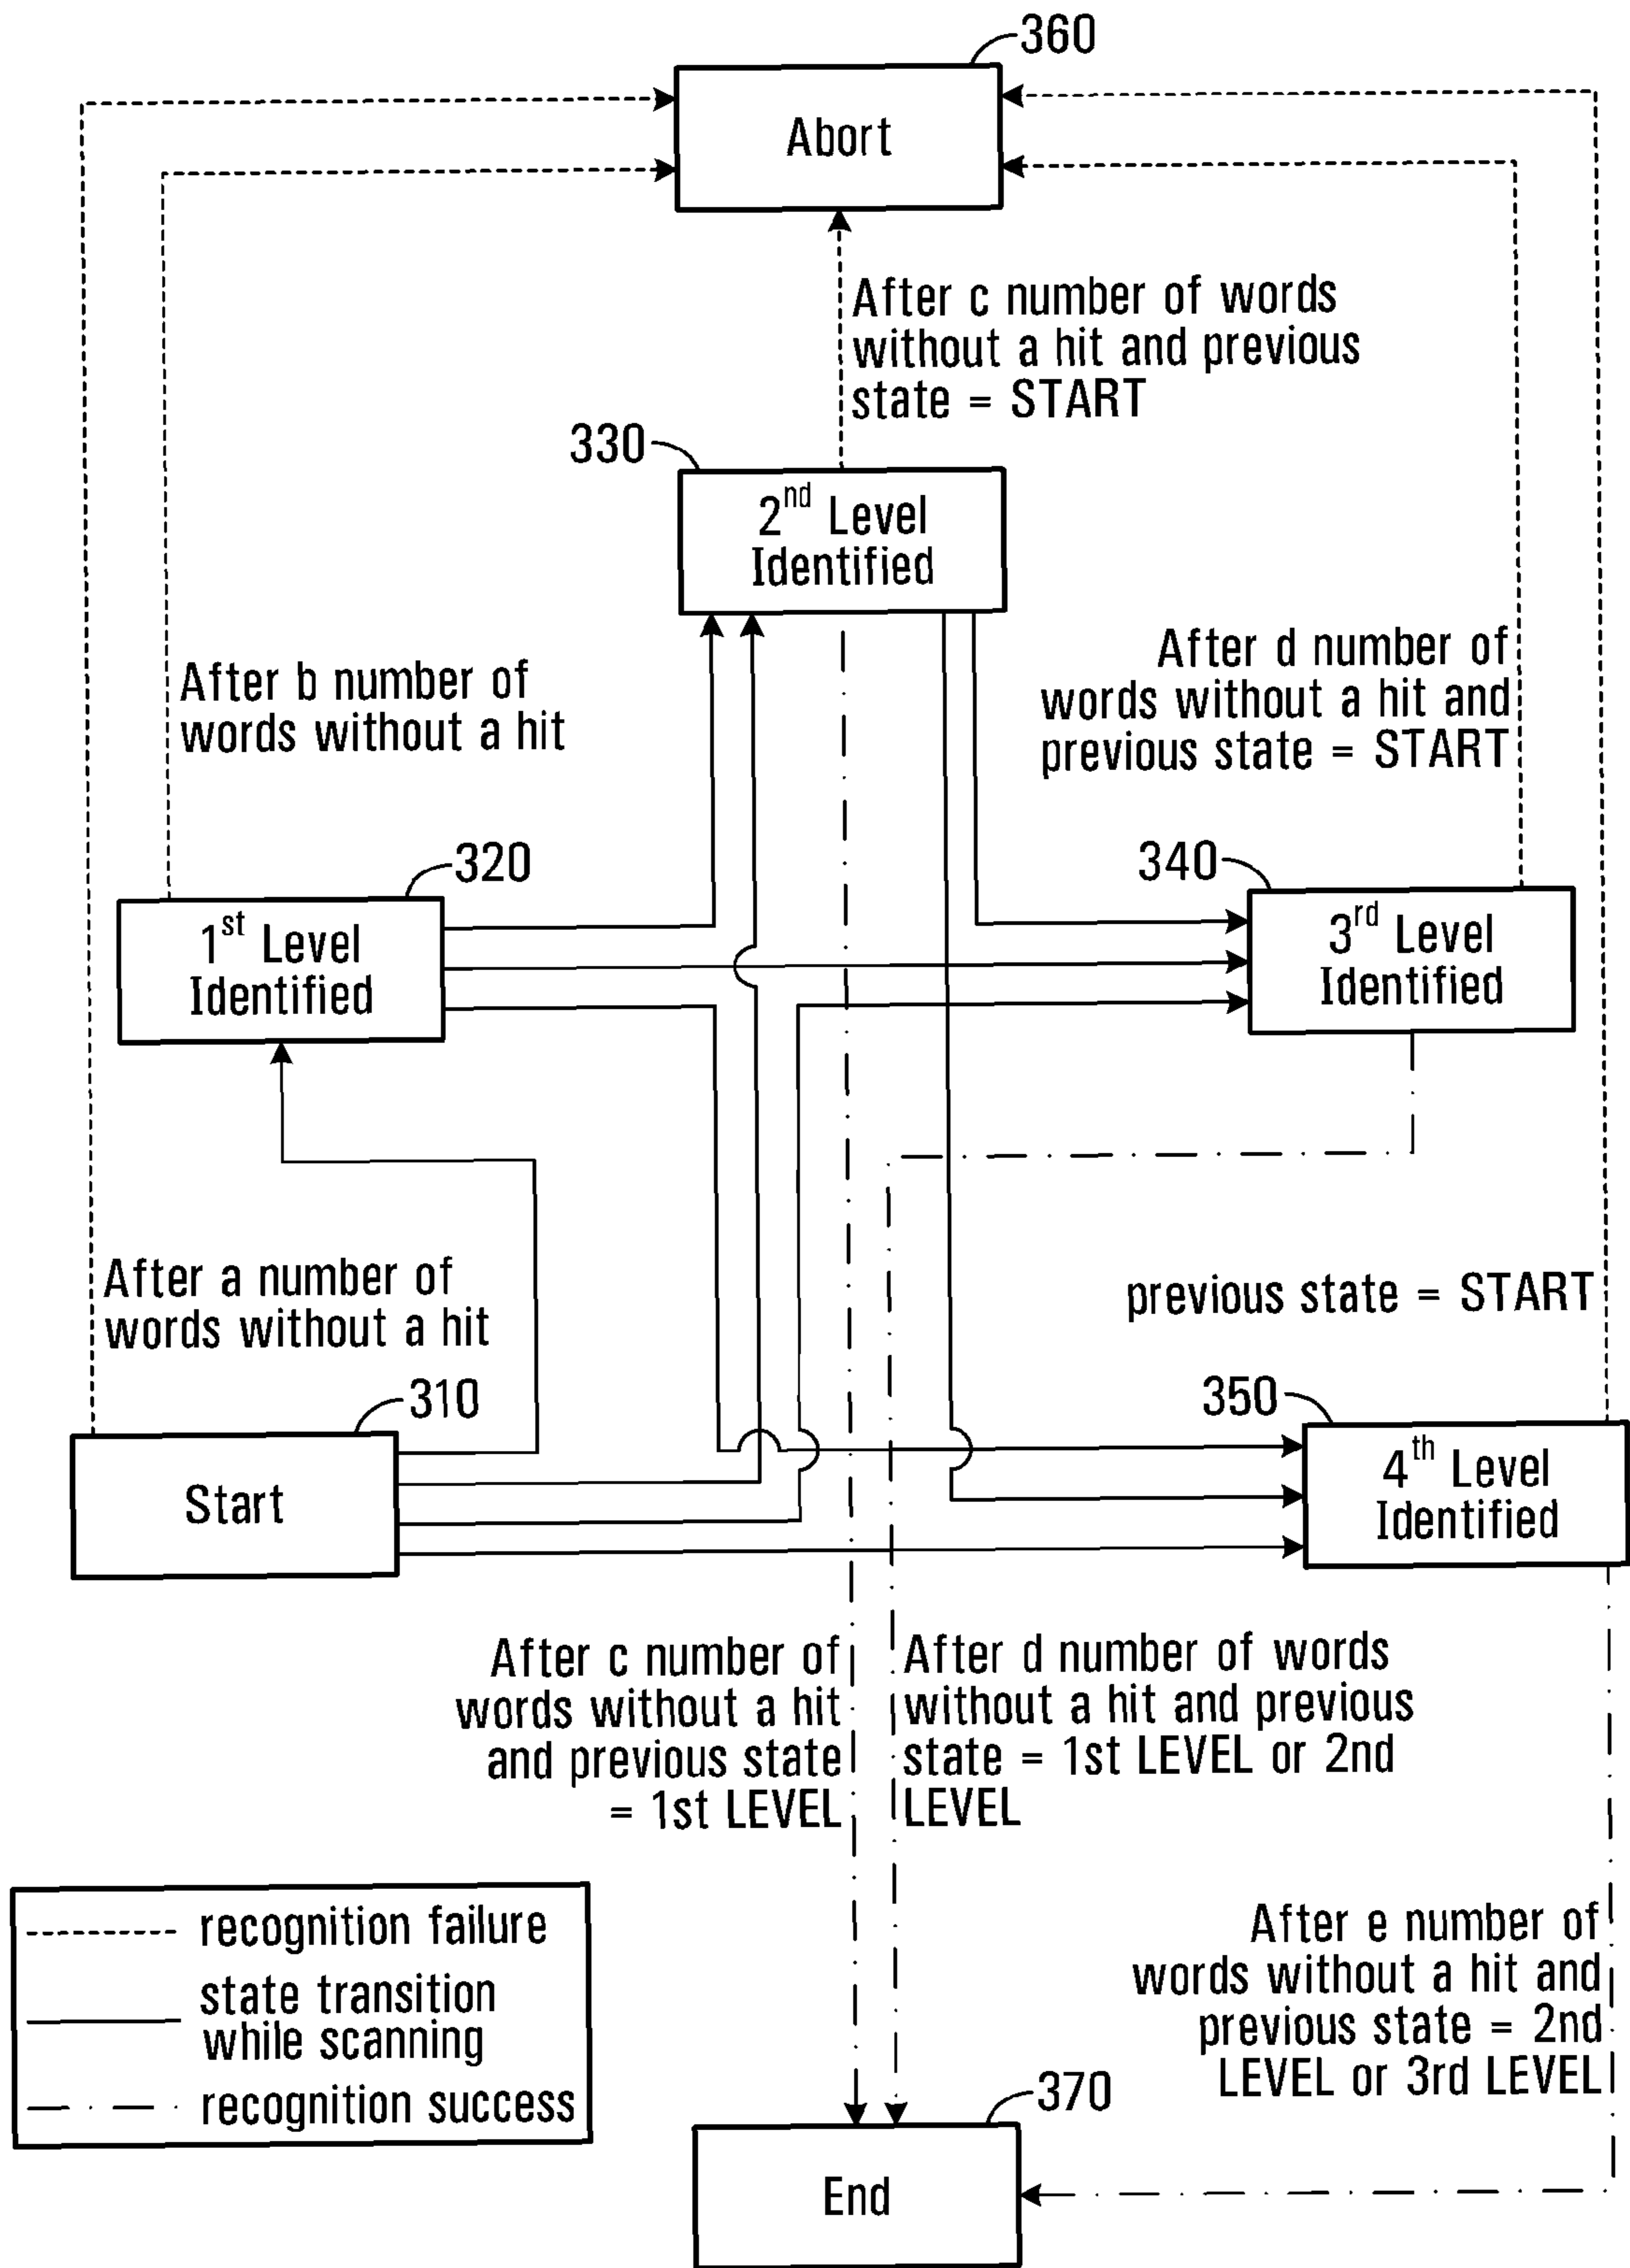 360
Abort
After c number of words
without a hit and previous
state = START
330
2nd Level
Identified
After b number of
words without a hit
After d number of
words without a hit and
previous state = START
320
1st Level
Identified
340
3rd Level
Identified
After a number of
words without a hit
previous state = START
310
Start
350
4th Level
Identified
After c number of
words without a hit
and previous state
= 1st LEVEL
After d number of words
without a hit and previous
state = 1st LEVEL or 2nd
LEVEL
recognition failure
state transition
while scanning
recognition success
After e number of
words without a hit and
previous state = 2nd
LEVEL or 3rd LEVEL
370
End